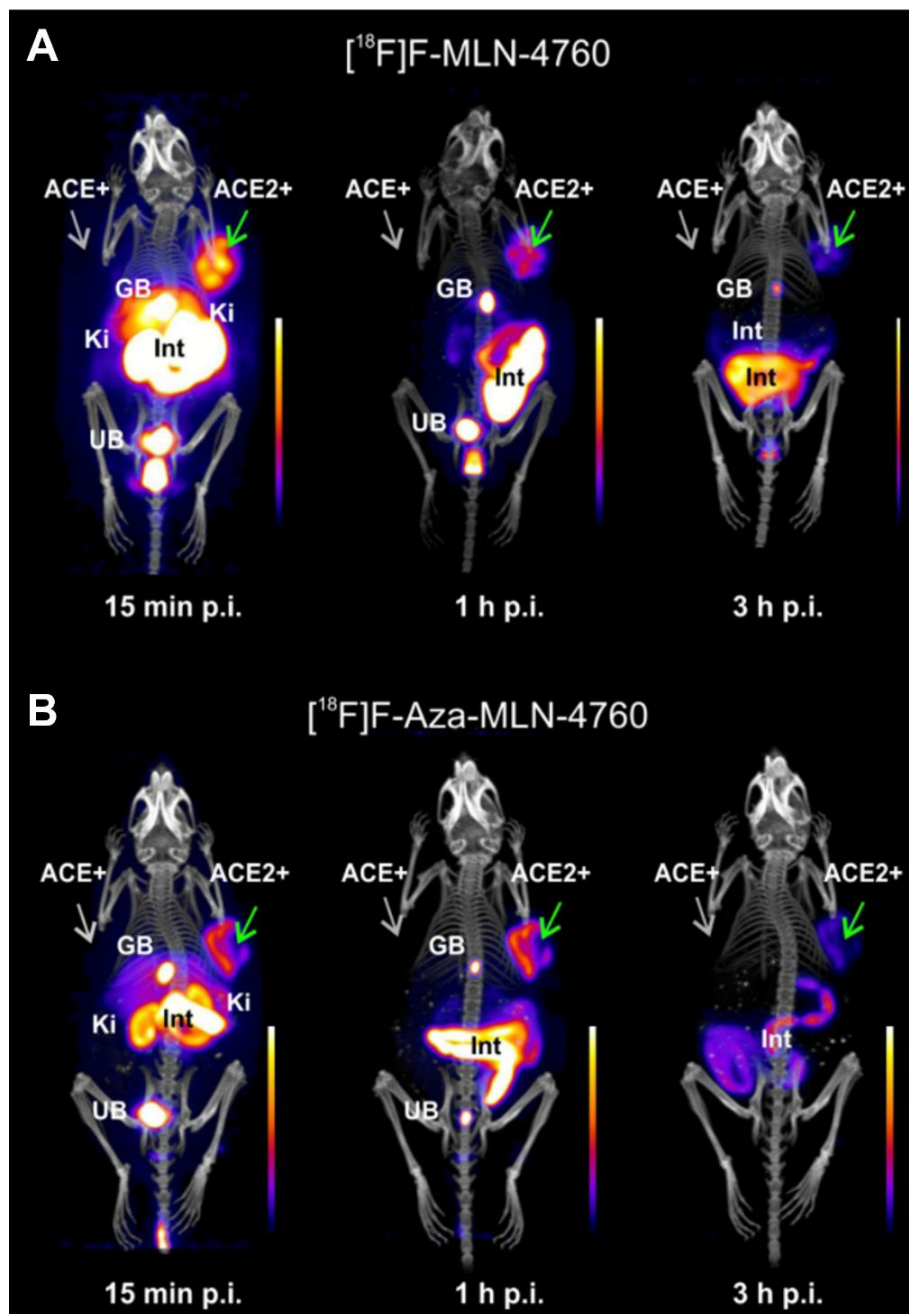 A
[¹⁸F]F-MLN-4760
ACE+ ACE2+ ACE+ ACE2+ ACE+ ACE2+
GB GB GB
Ki Ki Int
Int Int Int
UB UB
15 min p.i. 1 h p.i. 3 h p.i.
B
[¹⁸F]F-Aza-MLN-4760
ACE+ ACE2+ ACE+ ACE2+ ACE+ ACE2+
GB GB
Ki Int Ki Int Int
UB UB
15 min p.i. 1 h p.i. 3 h p.i.